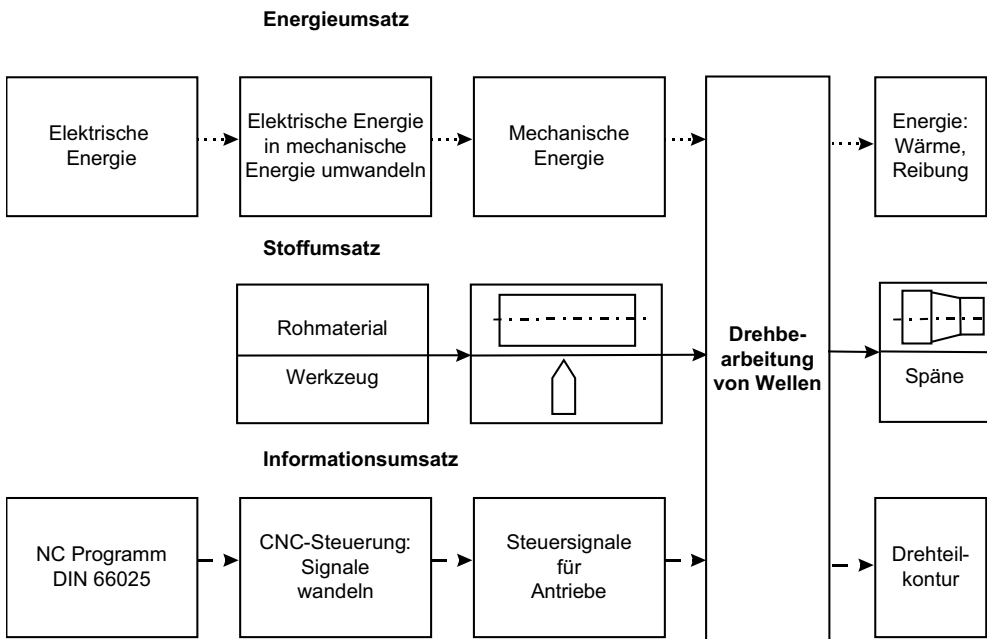 Energieumsatz
Elektrische
Energie
Elektrische Energie
in mechanische
Energie umwandeln
Mechanische
Energie
Energie:
Wärme,
Reibung
Stoffumsatz
Rohmaterial
Werkzeug
Drehbe-
arbeitung
von Wellen
Späne
Informationsumsatz
NC Programm
DIN 66025
CNC-Steuerung:
Signale
wandeln
Steuersignale
für
Antriebe
Drehteil-
kontur